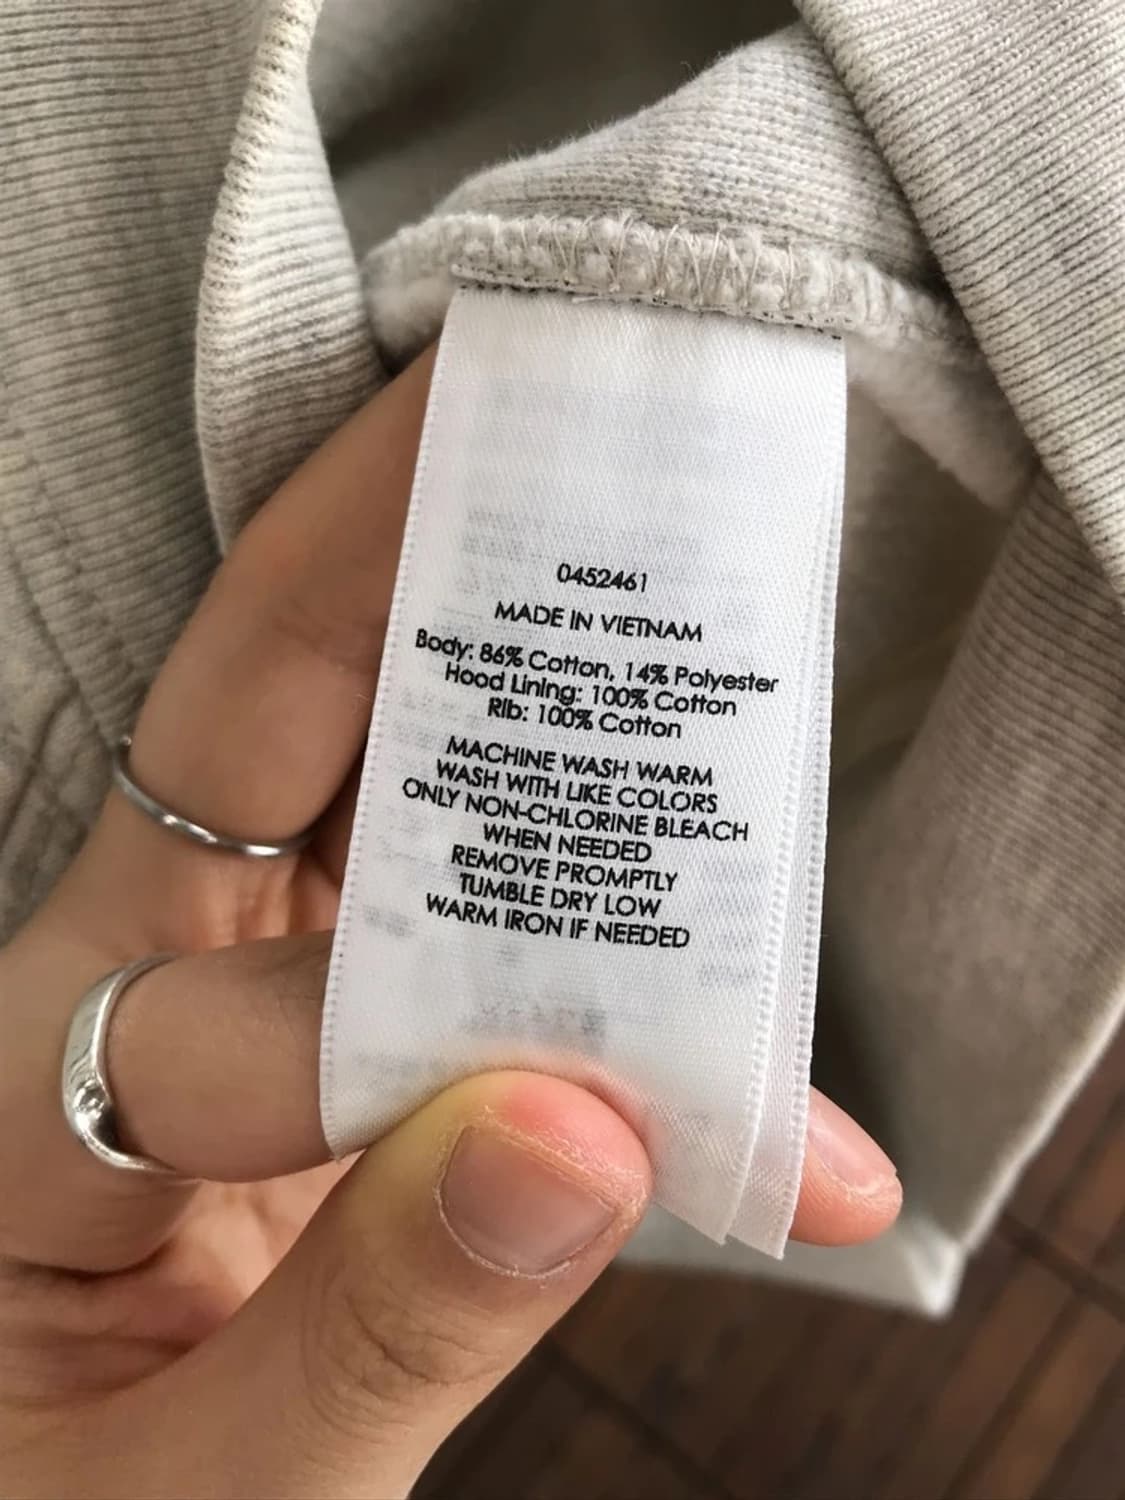 0452461
MADE IN VIETNAM
Body: 86% Cotton, 14% Polyester
Hood Lining: 100% Cotton
Rib: 100% Cotton
MACHINE WASH WARM
WASH WITH LIKE COLORS
ONLY NON-CHLORINE BLEACH
WHEN NEEDED
REMOVE PROMPTLY
TUMBLE DRY LOW
WARM IRON IF NEEDED